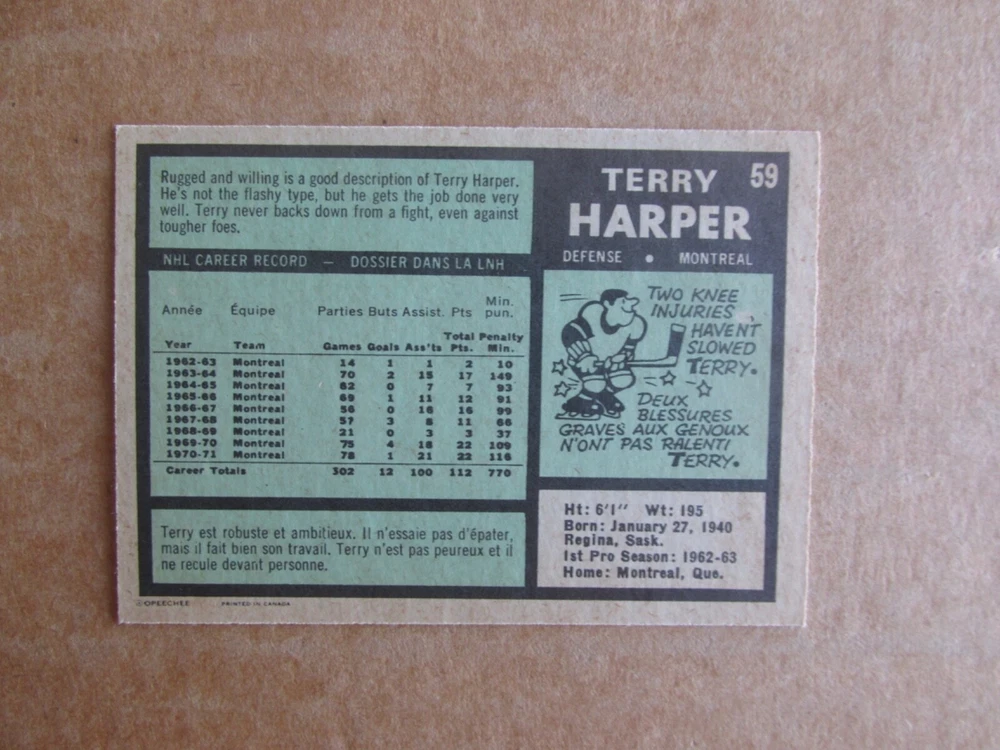 Rugged and willing is a good description of Terry Harper.
He's not the flashy type, but he gets the job done very
well. Terry never backs down from a fight, even against
tougher foes.
NHL CAREER RECORD — DOSSIER DANS LA LNH
Année Équipe Parties Buts Assist. Pts Min. pun.
Year Team Games Goals Ass'ts Total Pts. Penalty Min.
1962-63 Montreal 14 1 1 2 10
1963-64 Montreal 70 2 15 17 149
1964-65 Montreal 62 0 7 7 93
1965-66 Montreal 69 1 11 12 91
1966-67 Montreal 56 0 16 16 99
1967-68 Montreal 57 3 8 11 66
1968-69 Montreal 21 0 3 3 37
1969-70 Montreal 75 4 18 22 109
1970-71 Montreal 78 1 21 22 116
Career Totals 502 12 100 112 770
Terry est robuste et ambitieux. Il n'essaie pas d'épater,
mais il fait bien son travail. Terry n'est pas peureux et il
ne recule devant personne.
©OPEECHEE PRINTED IN CANADA
59
TERRY
HARPER
DEFENSE • MONTREAL
TWO KNEE
INJURIES
HAVENT
SLOWED
TERRY.
DEUX
BLESSURES
GRAVES AUX GENOUX
N'ONT PAS RALENTI
TERRY.
Ht: 6'1" Wt: 195
Born: January 27, 1940
Regina, Sask.
1st Pro Season: 1962-63
Home: Montreal, Que.